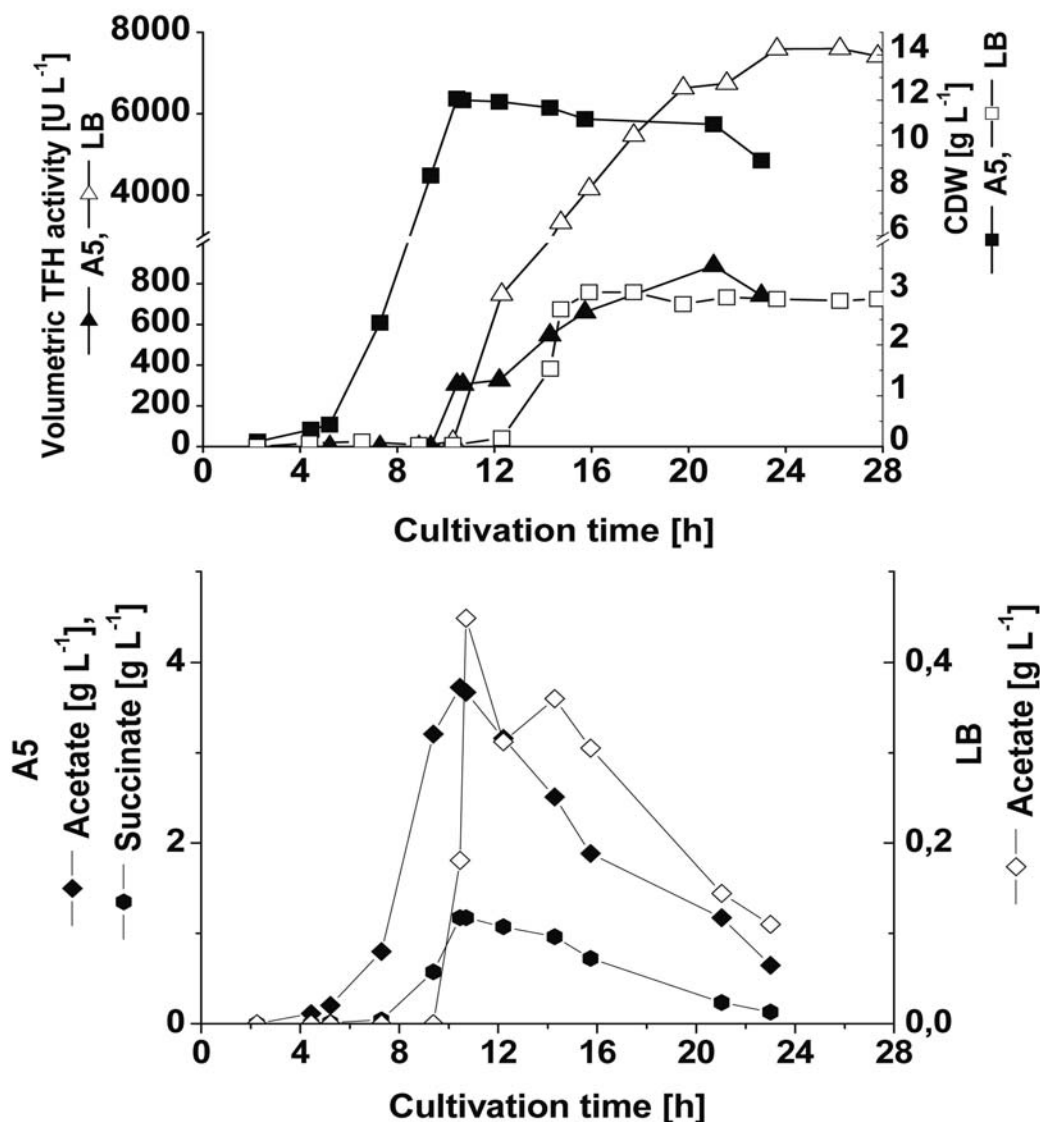 Volumetric TFH activity [U L-1]
A5, LB
8000
6000
4000
800
600
400
200
0
14
12
10
8
6
3
2
1
0
CDW [g L-1]
A5, LB
0 4 8 12 16 20 24 28
Cultivation time [h]
A5
Acetate [g L-1],
Succinate [g L-1]
4
2
0
0,4
0,2
0,0
LB
Acetate [g L-1]
0 4 8 12 16 20 24 28
Cultivation time [h]